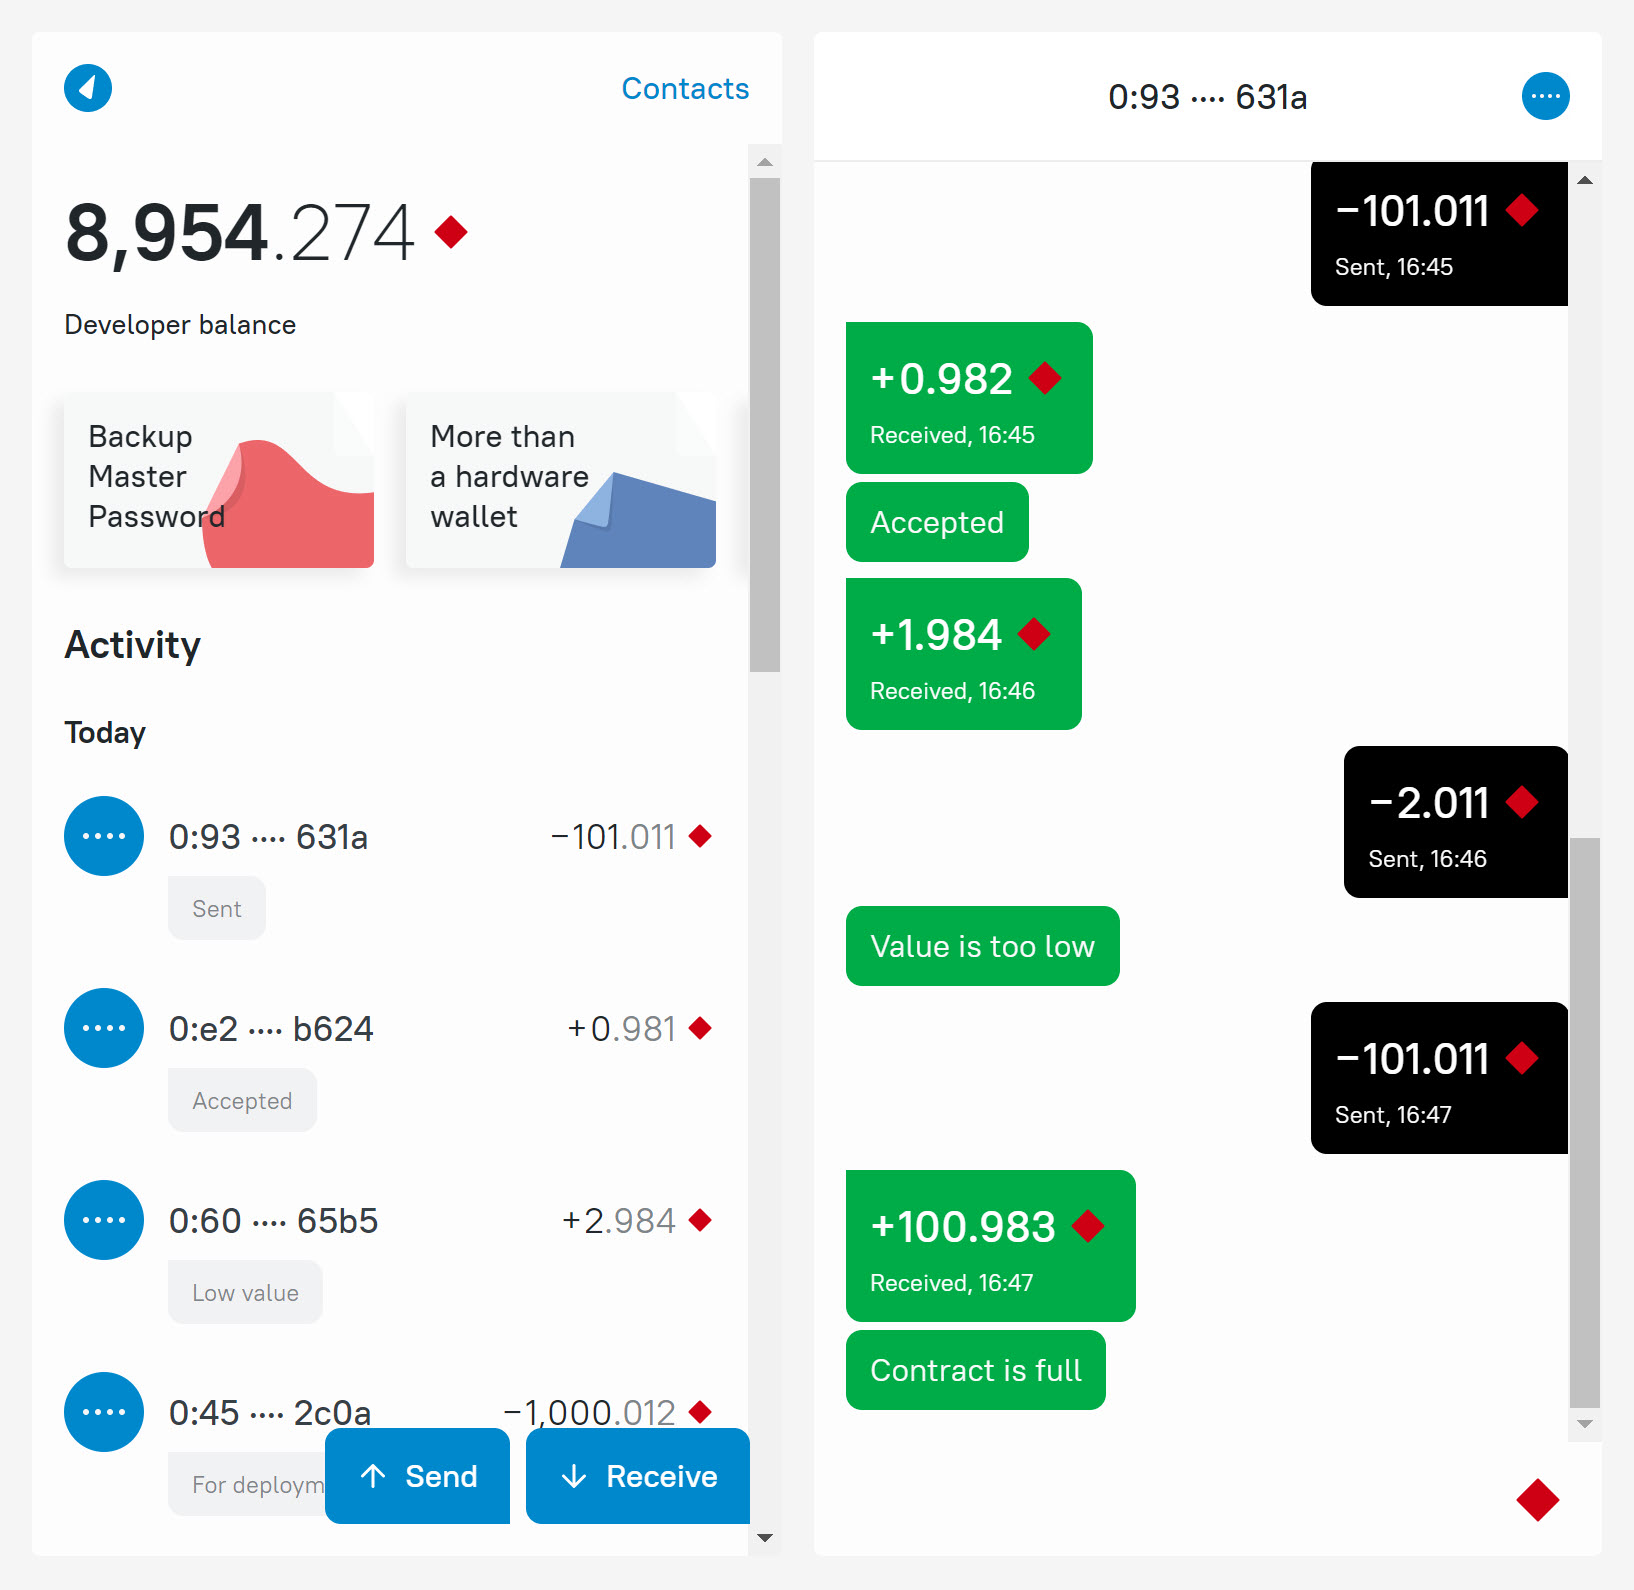 Contacts
8,954.274
Developer balance
Backup
Master
Password
More than
a hardware
wallet
Activity
Today
0:93 ···· 631a
−101.011
Sent
0:e2 ···· b624
+0.981
Accepted
0:60 ···· 65b5
+2.984
Low value
0:45 ···· 2c0a
−1,000.012
For deploym
Send
Receive
0:93 ···· 631a
−101.011
Sent, 16:45
+0.982
Received, 16:45
Accepted
+1.984
Received, 16:46
−2.011
Sent, 16:46
Value is too low
−101.011
Sent, 16:47
+100.983
Received, 16:47
Contract is full